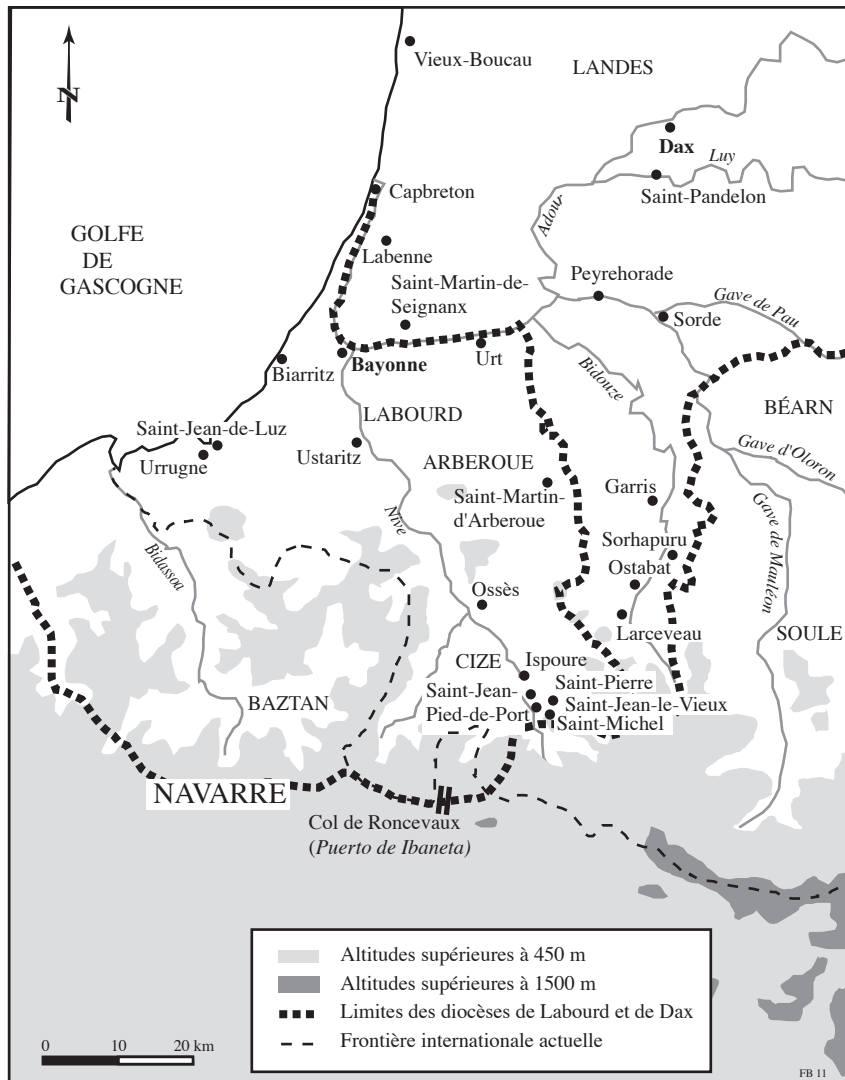 Vieux-Boucau
LANDES
N
Dax
Luy
Saint-Pandelon
Capbreton
Adour
GOLFE
DE
GASCOGNE
Labenne
Saint-Martin-de-
Seignanx
Peyrehorade
Gave de Pau
Sorde
Bayonne
Urt
Biarritz
Bidouze
BÉARN
LABOURD
Saint-Jean-de-Luz
Urrugne
Ustaritz
ARBEROUE
Gave d'Oloron
Saint-Martin-
d'Arberoue
Garris
Nive
Gave de Mauléon
Bidassoa
Sorhapuru
Ostabat
Ossès
Larceveau
SOULE
CIZE
Ispoure
Saint-Pierre
BAZTAN
Saint-Jean-
Pied-de-Port
Saint-Jean-le-Vieux
Saint-Michel
NAVARRE
Col de Roncevaux
(Puerto de Ibaneta)
Altitudes supérieures à 450 m
Altitudes supérieures à 1500 m
Limites des diocèses de Labourd et de Dax
Frontière internationale actuelle
0 10 20 km
FB 11